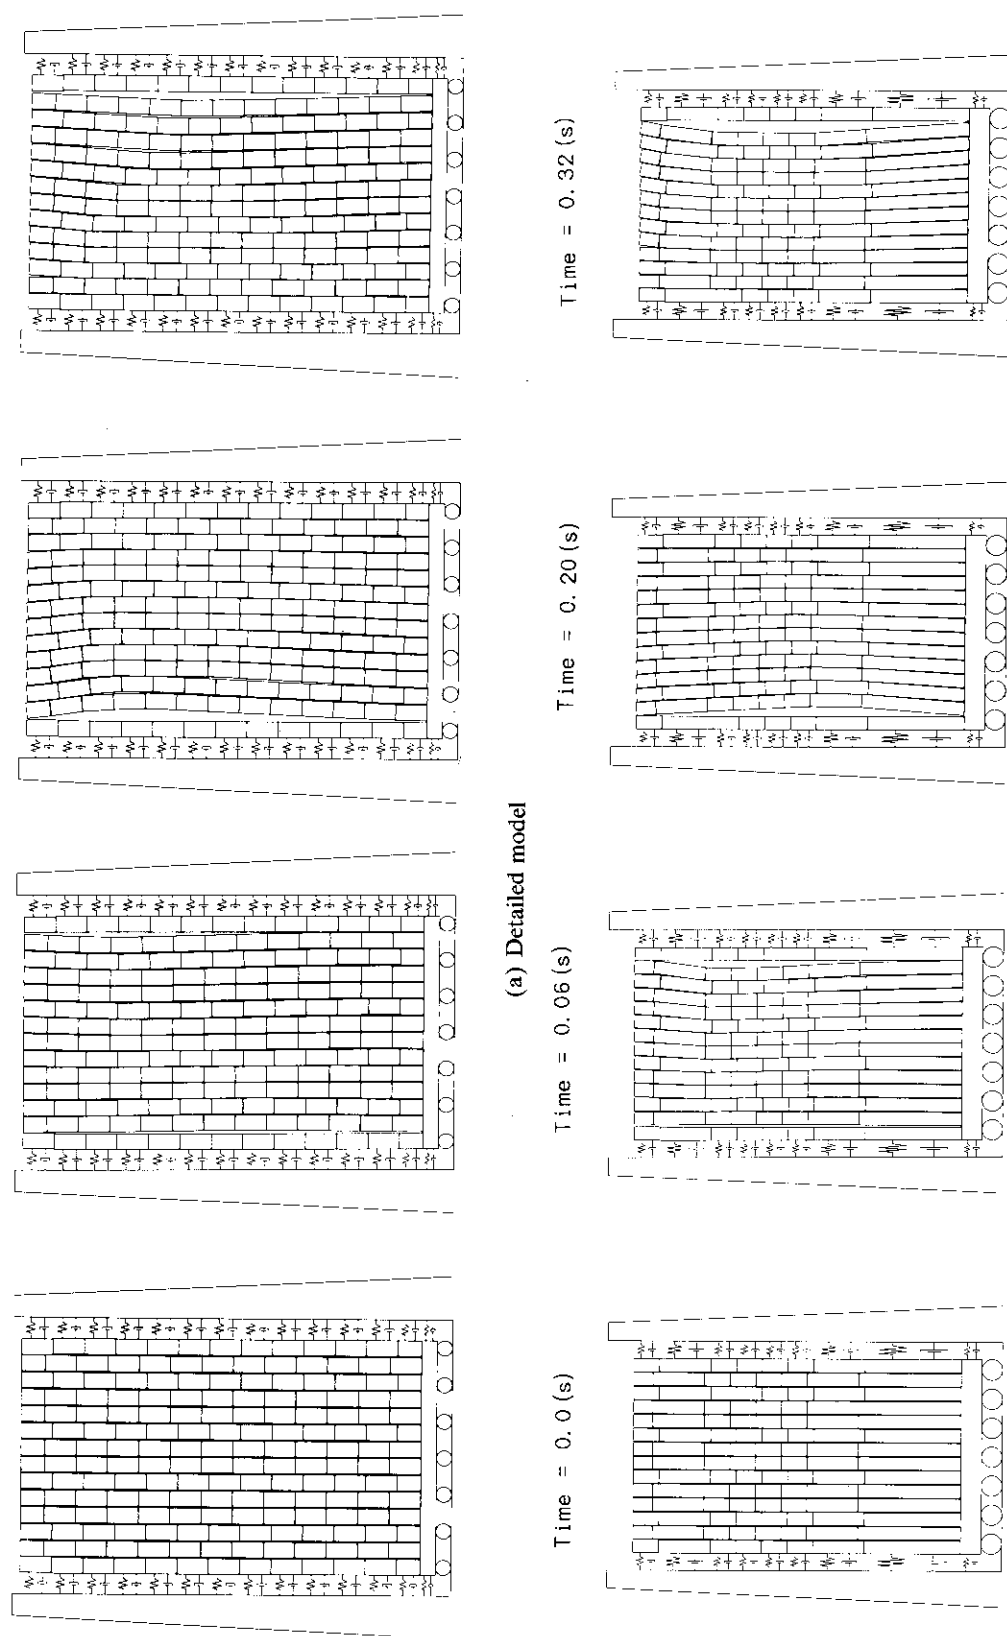 (a) Detailed model
Time = 0.0(s)
Time = 0.06(s)
Time = 0.20(s)
Time = 0.32(s)